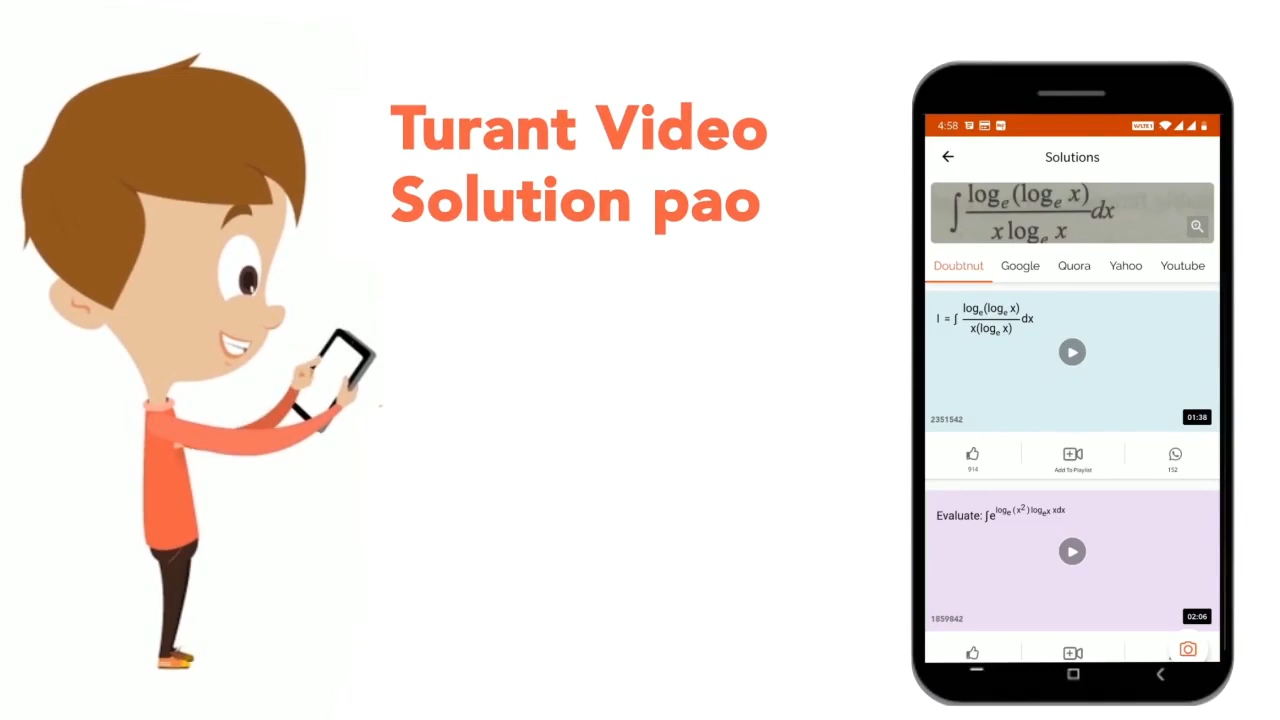 Turant Video
Solution pao
4:58
VoLTE1
Solutions
∫ logₑ(logₑ x) / x logₑ x dx
Doubtnut Google Quora Yahoo Youtube
I = ∫ logₑ(logₑ x) / x(logₑ x) dx
2351542
01:38
914
Add To Playlist
152
Evaluate: ∫e^logₑ(x²)logₑx xdx
1859842
02:06